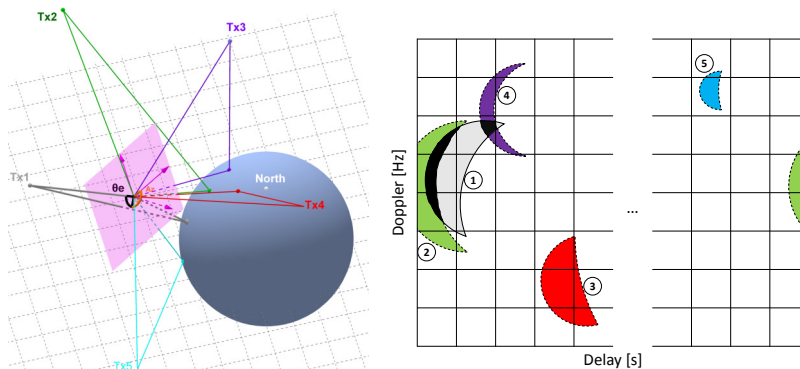 Tx2
Tx3
Tx1
θe
North
Tx4
Tx5
Doppler [Hz]
5
4
1
...
2
3
Delay [s]